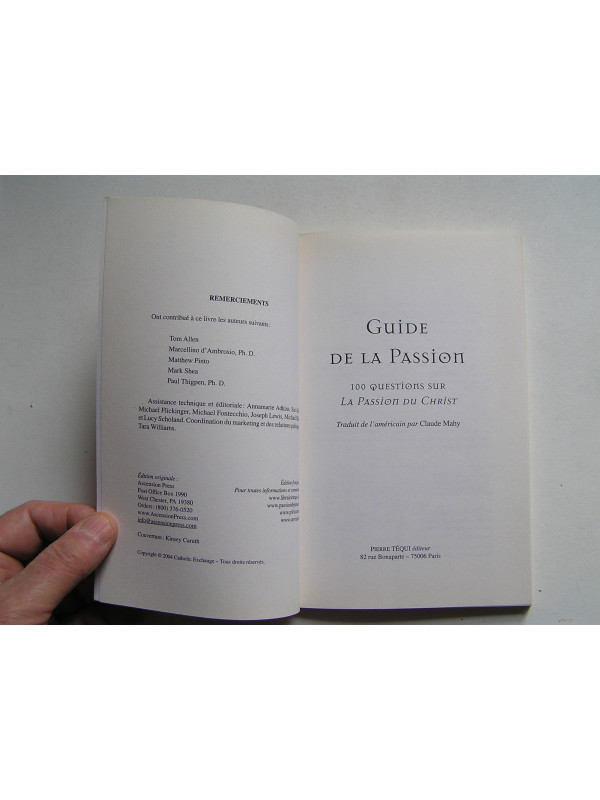 REMERCIEMENTS
Ont contribué à ce livre les auteurs suivants:
Tom Allen
Marcellino d'Ambrosio, Ph. D.
Matthew Pinto
Mark Shea
Paul Thigpen, Ph. D.
Assistance technique et éditoriale: Annamarie
Michael Flickinger, Michael Fontecchio, Joseph Lewis,
et Lucy Scholand. Coordination du marketing et des relations
Tara Williams.
Édition originale :
Ascension Press
Post Office Box 1990
West Chester, PA 19380
Orders: (800) 376-0520
www.AscensionPress.com
info@ascensionpress.com
Couverture : Kinsey Caruth
Copyright © 2004 Catholic Exchange – Tous droits réservés.
Édition
Pour toutes informations et
GUIDE
DE LA PASSION
100 QUESTIONS SUR
LA PASSION DU CHRIST
Traduit de l'américain par Claude Mahy
PIERRE TÉQUI éditeur
82 rue Bonaparte – 75006 Paris